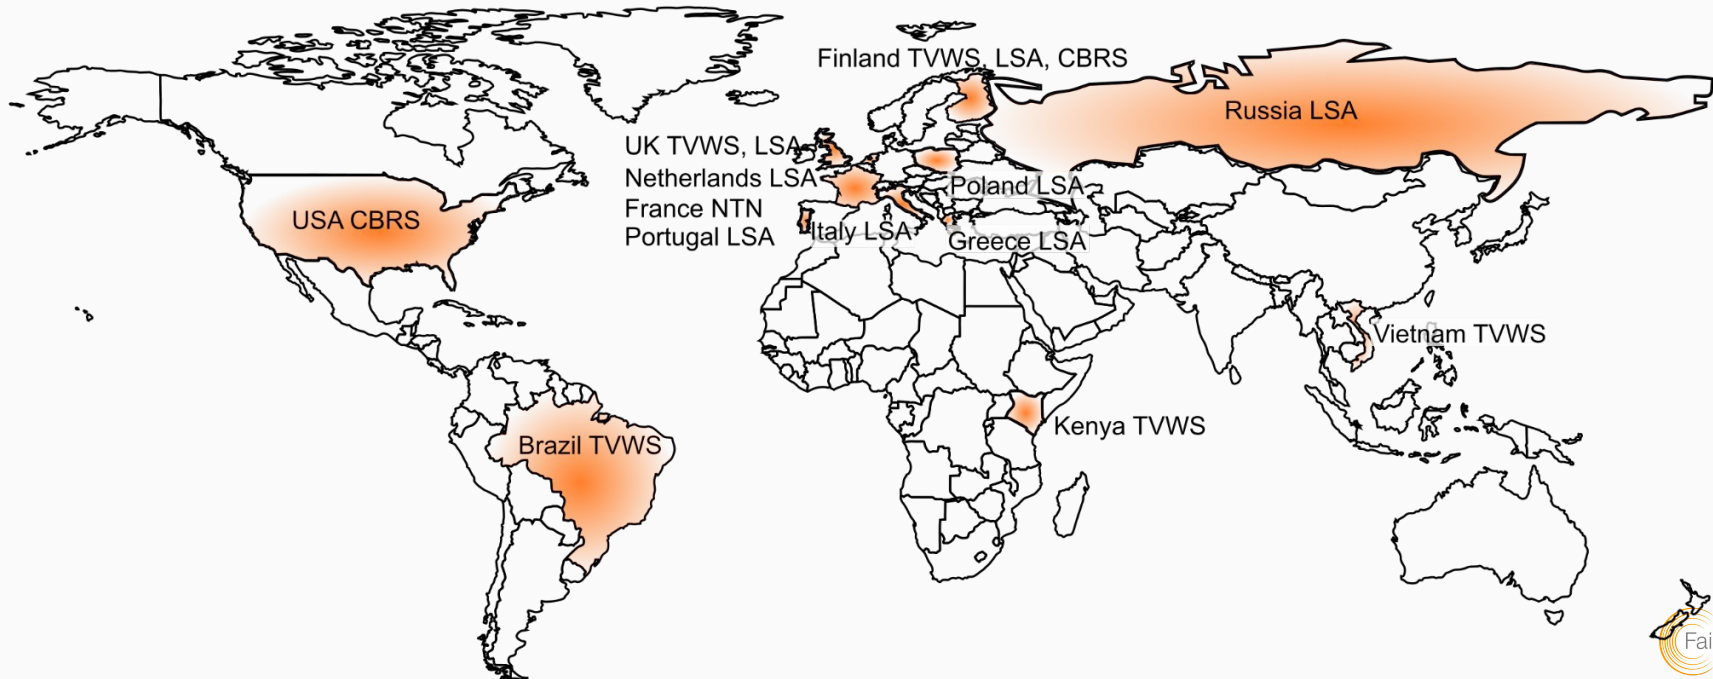 Finland TVWS, LSA, CBRS
Russia LSA
UK TVWS, LSA
Netherlands LSA
Poland LSA
France NTN
USA CBRS
Portugal LSA
Italy LSA
Greece LSA
Vietnam TVWS
Kenya TVWS
Brazil TVWS
Fai